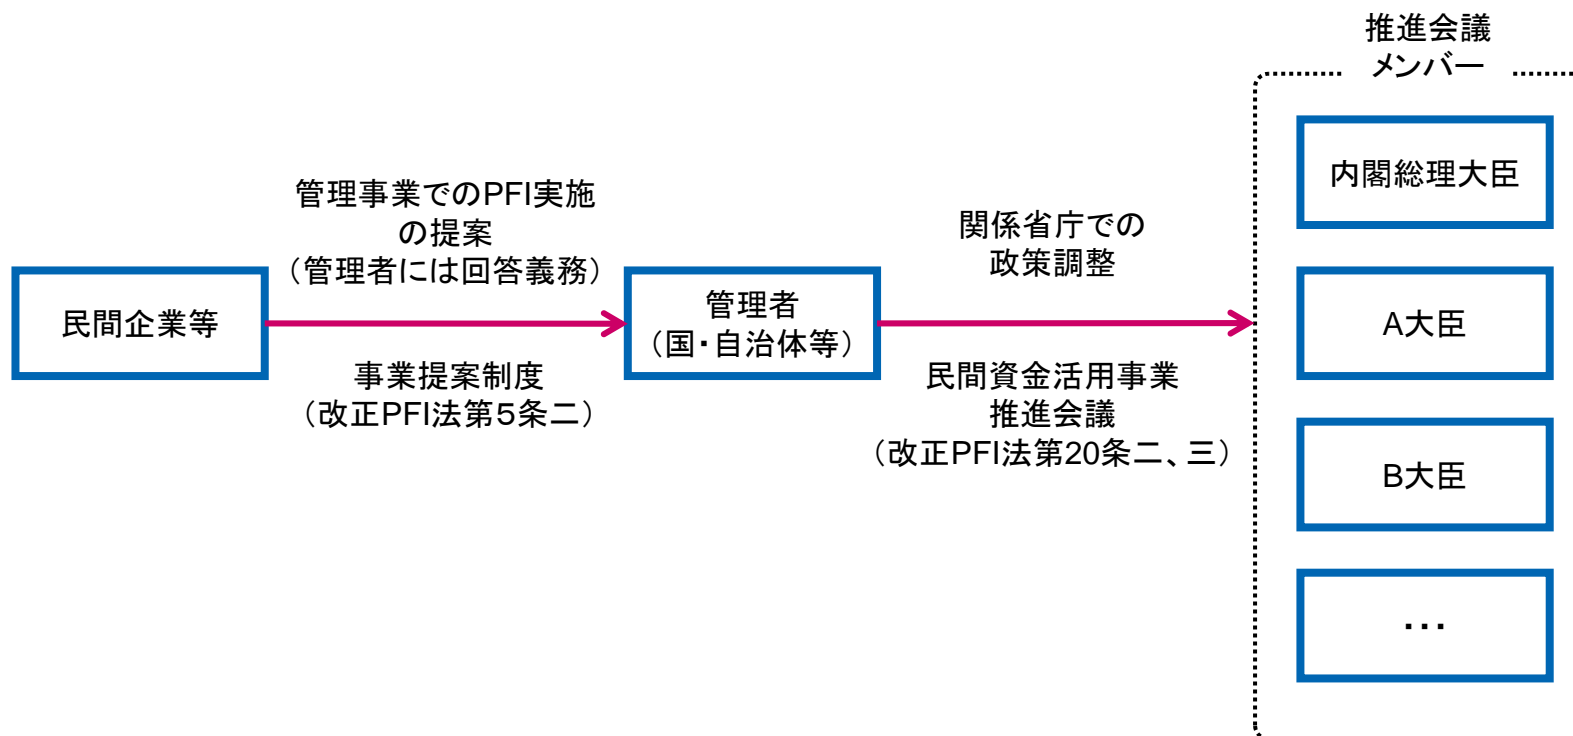 推進会議
メンバー
管理事業でのPFI実施
の提案
（管理者には回答義務）
関係省庁での
政策調整
民間企業等
管理者
（国・自治体等）
事業提案制度
（改正PFI法第５条二）
民間資金活用事業
推進会議
（改正PFI法第20条二、三）
内閣総理大臣
A大臣
B大臣
・・・